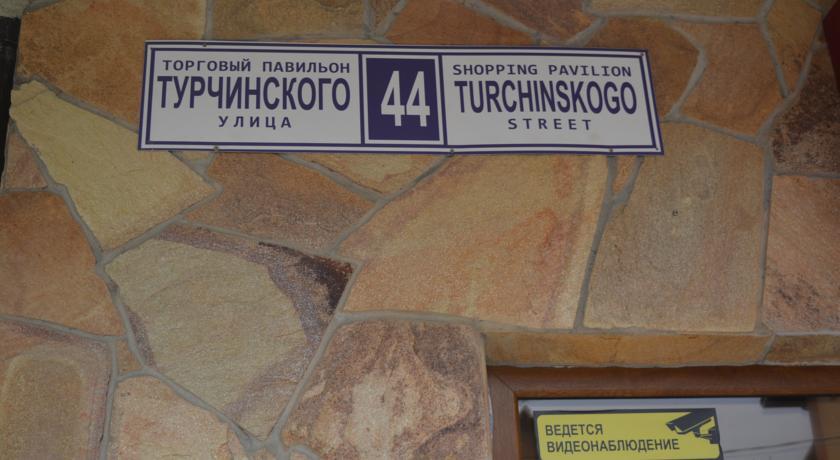 ТОРГОВЫЙ ПАВИЛЬОН
ТУРЧИНСКОГО
УЛИЦА
44
SHOPPING PAVILION
TURCHINSKOGO
STREET
ВЕДЕТСЯ
ВИДЕОНАБЛЮДЕНИЕ